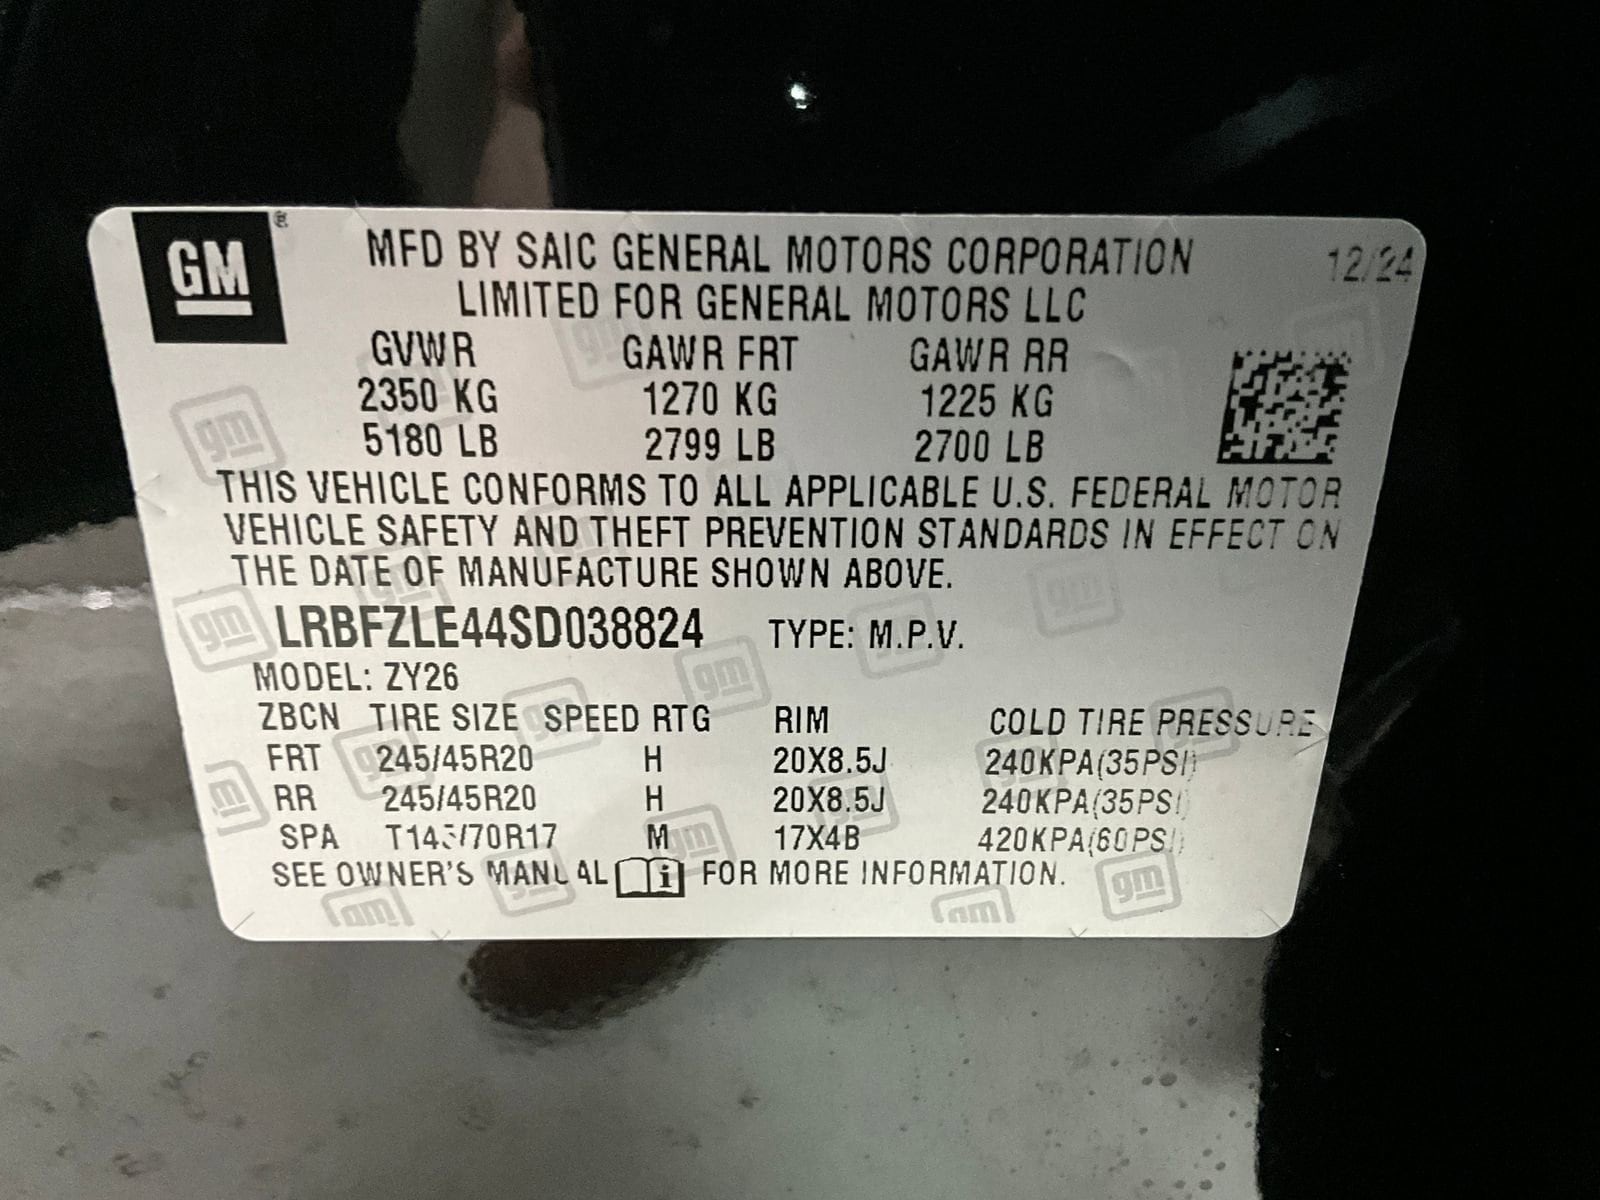 GM ®
MFD BY SAIC GENERAL MOTORS CORPORATION 12/24
LIMITED FOR GENERAL MOTORS LLC
GVWR GAWR FRT GAWR RR
2350 KG 1270 KG 1225 KG
5180 LB 2799 LB 2700 LB
THIS VEHICLE CONFORMS TO ALL APPLICABLE U.S. FEDERAL MOTOR
VEHICLE SAFETY AND THEFT PREVENTION STANDARDS IN EFFECT ON
THE DATE OF MANUFACTURE SHOWN ABOVE.
LRBFZLE44SD038824 TYPE: M.P.V.
MODEL: ZY26
ZBCN TIRE SIZE SPEED RTG RIM COLD TIRE PRESSURE
FRT 245/45R20 H 20X8.5J 240KPA(35PSI)
RR 245/45R20 H 20X8.5J 240KPA(35PSI)
SPA T145/70R17 M 17X4B 420KPA(60PSI)
SEE OWNER'S MANUAL i FOR MORE INFORMATION.